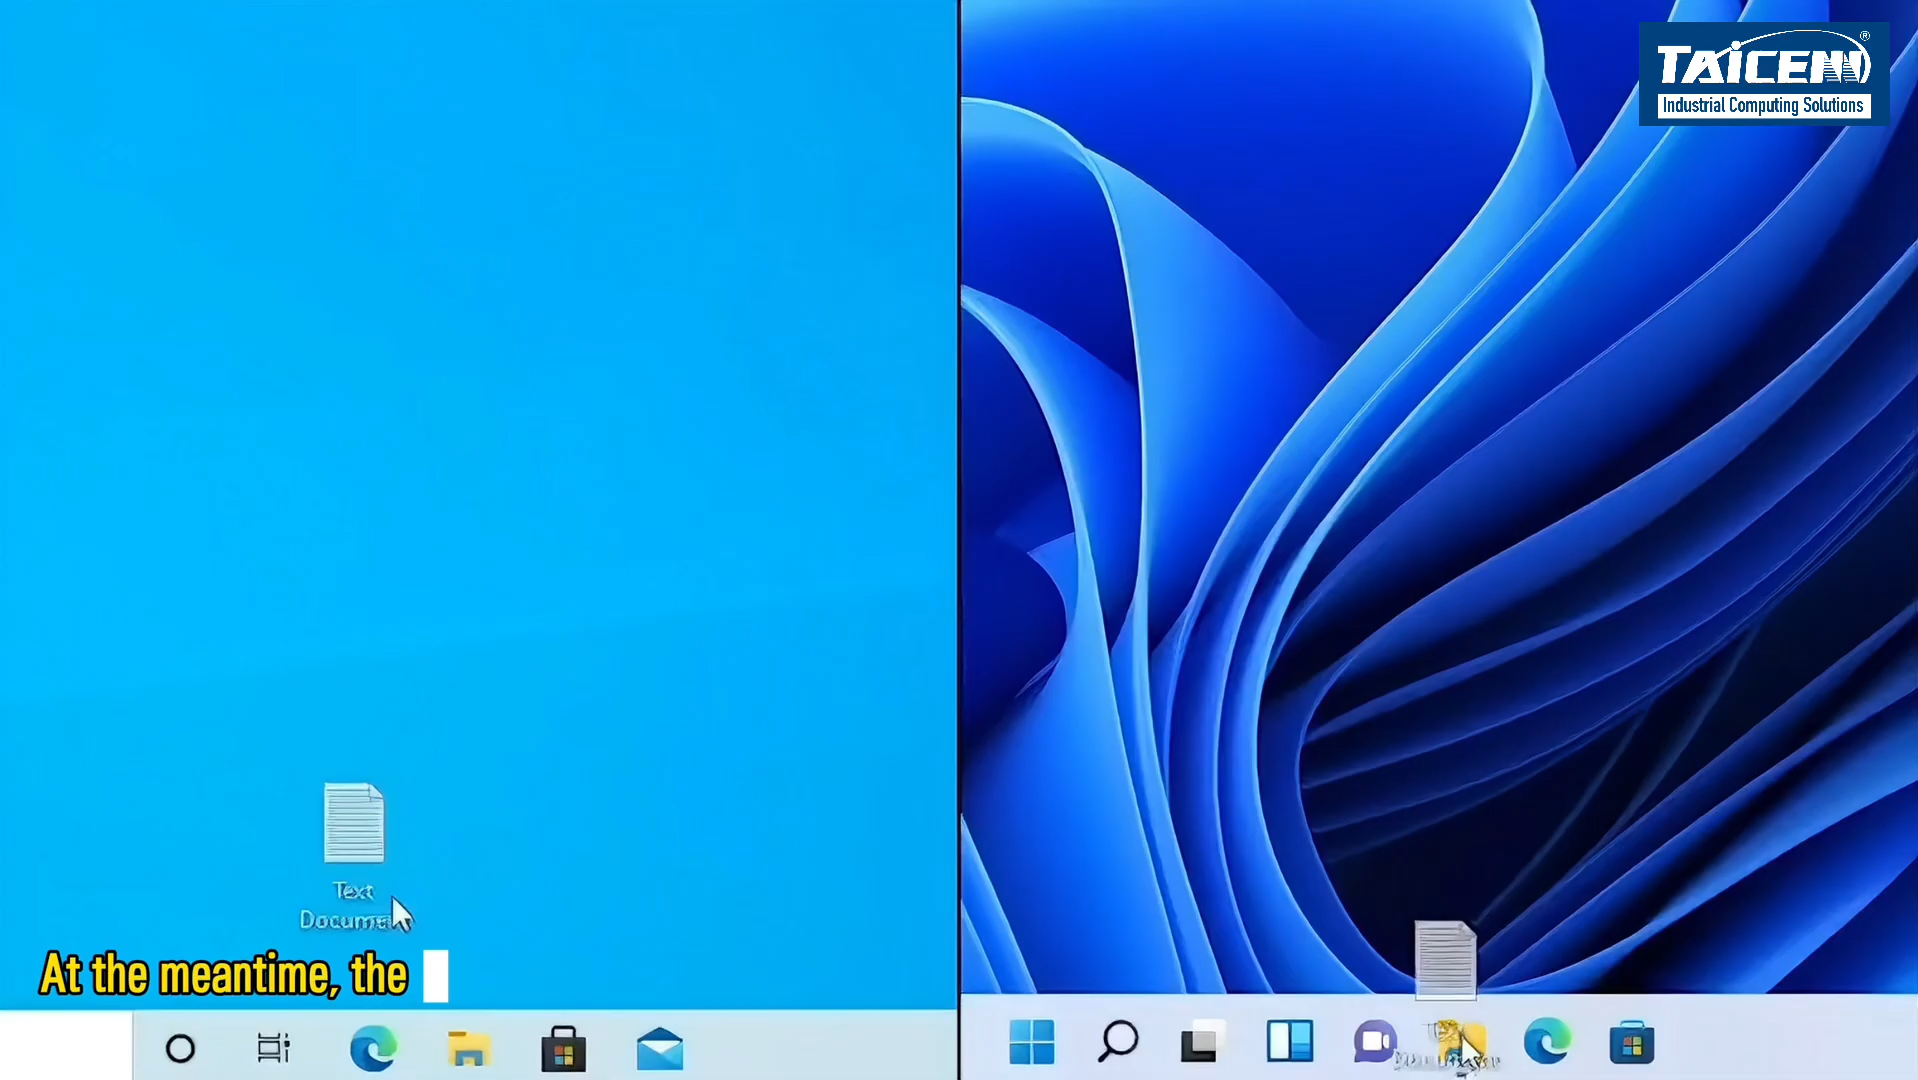 TAiCENN®
Industrial Computing Solutions
Text
At the meantime, the